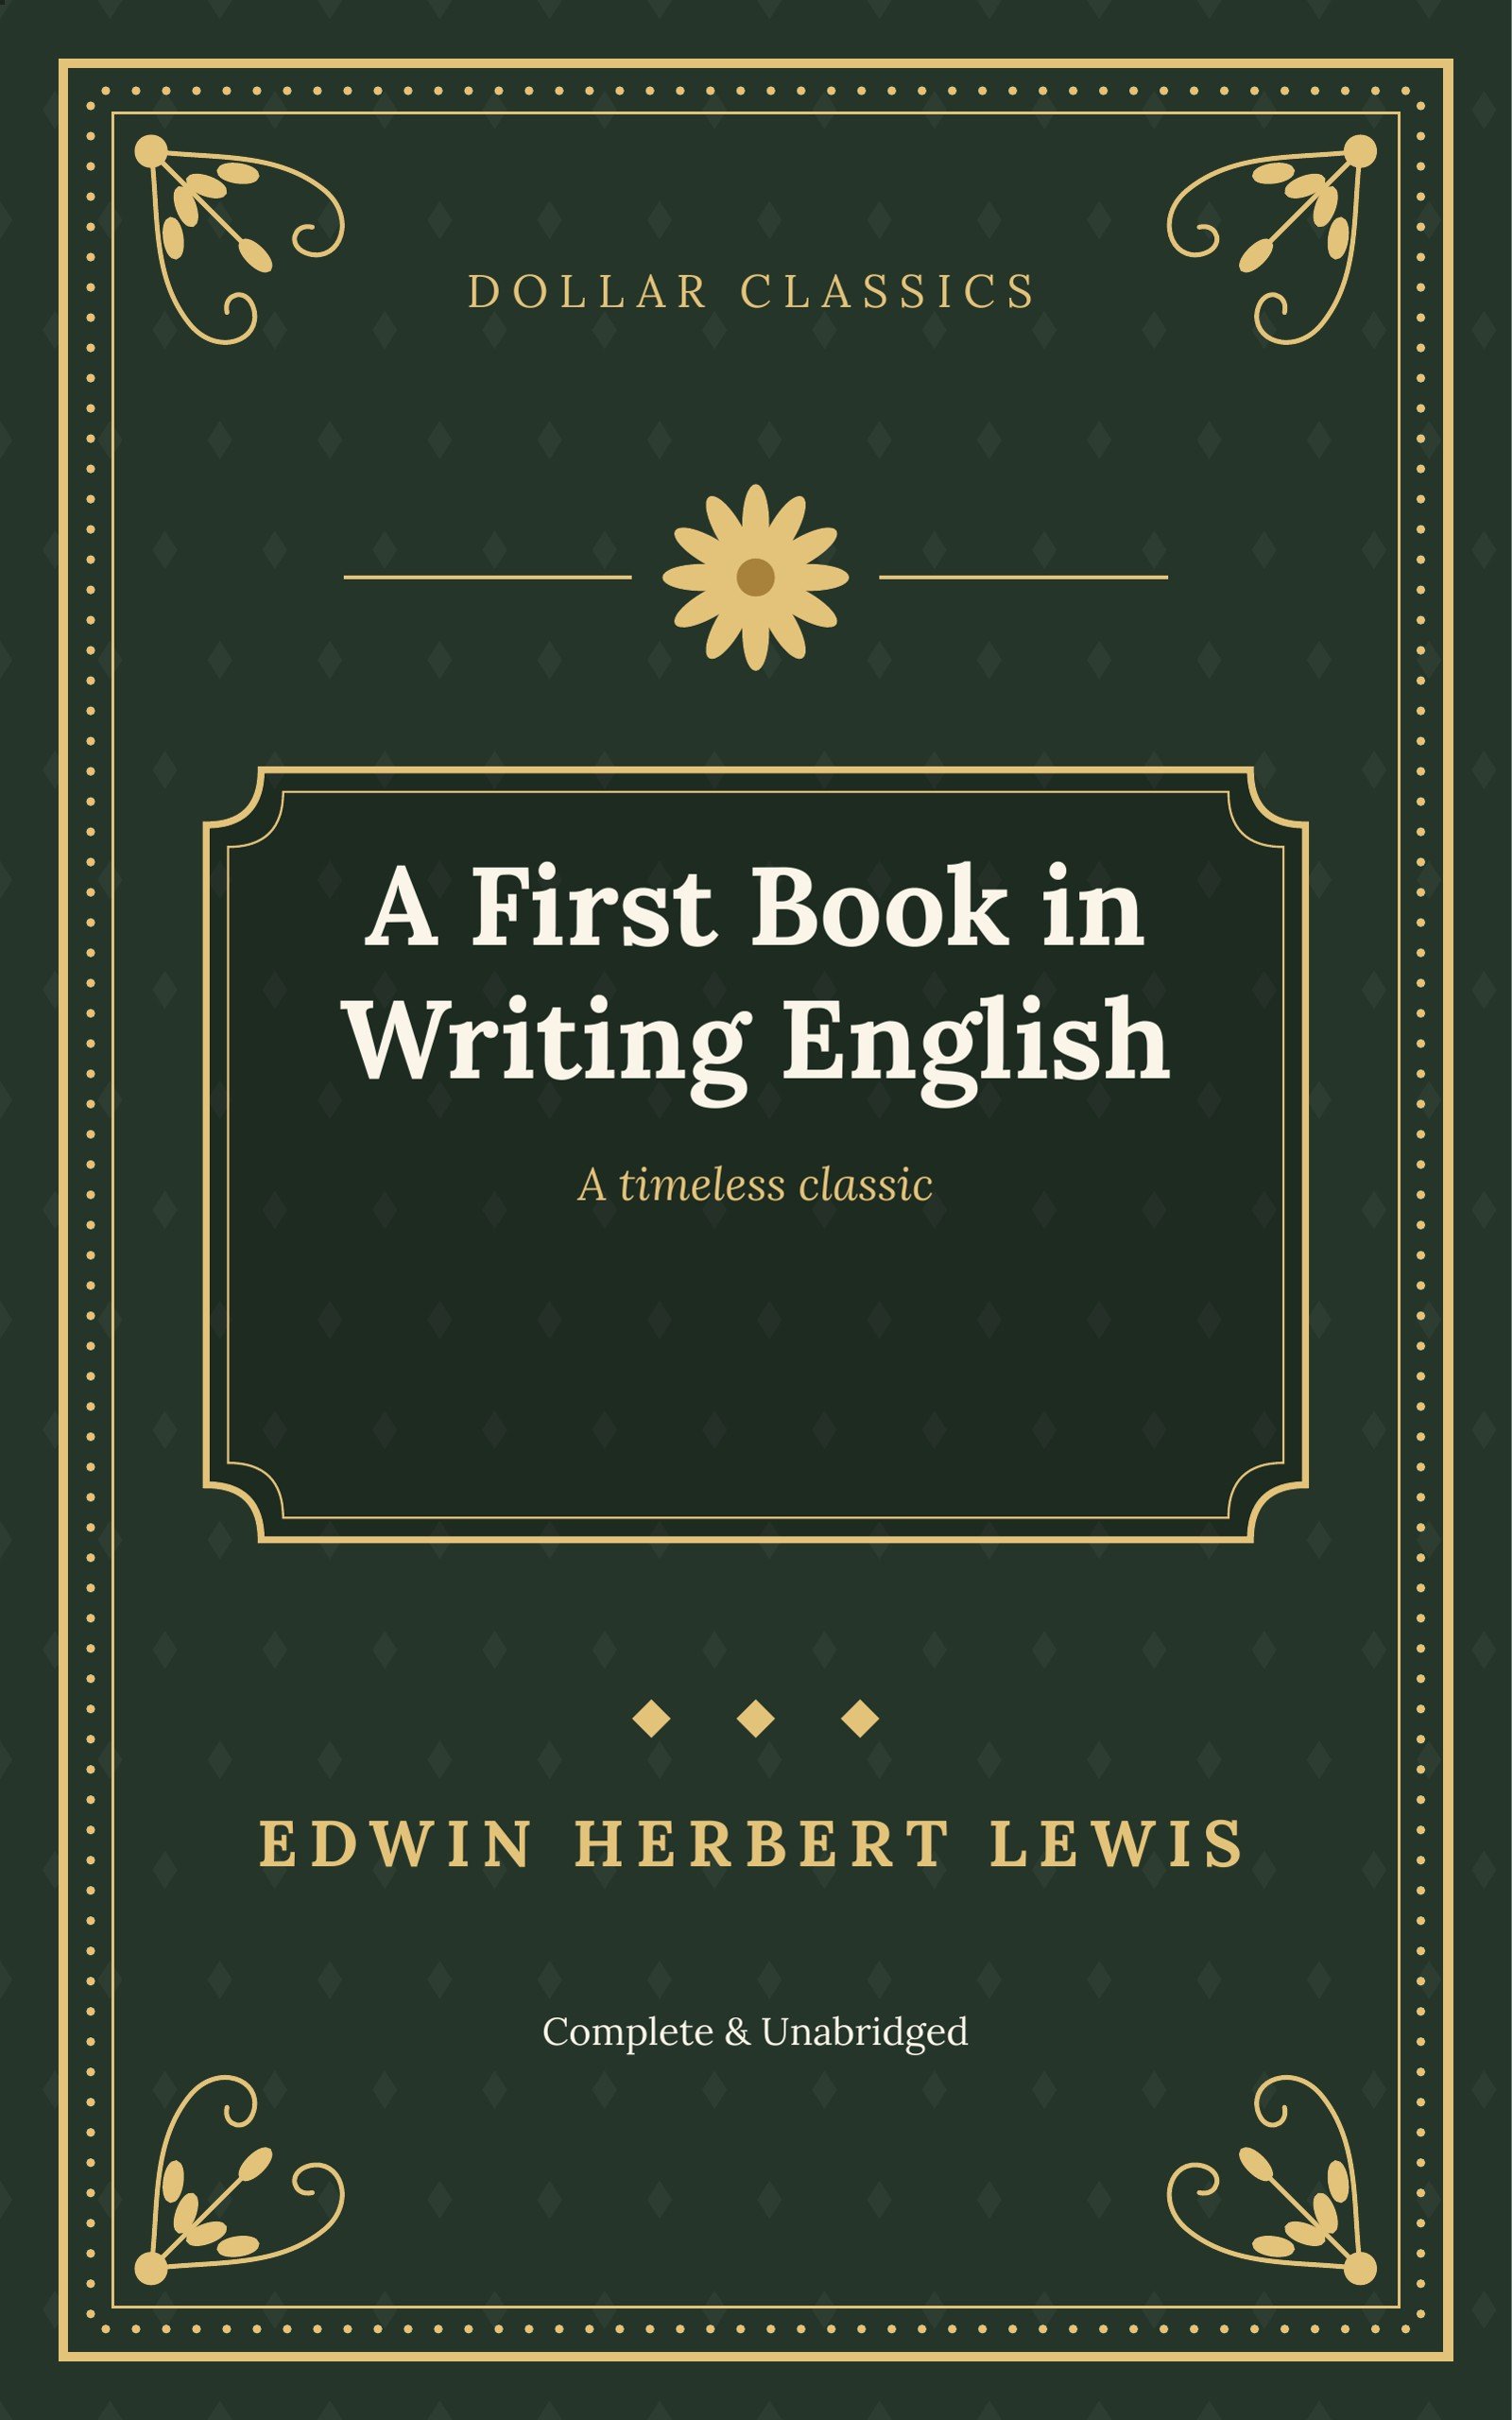 DOLLAR CLASSICS
A First Book in
Writing English
A timeless classic
EDWIN HERBERT LEWIS
Complete & Unabridged